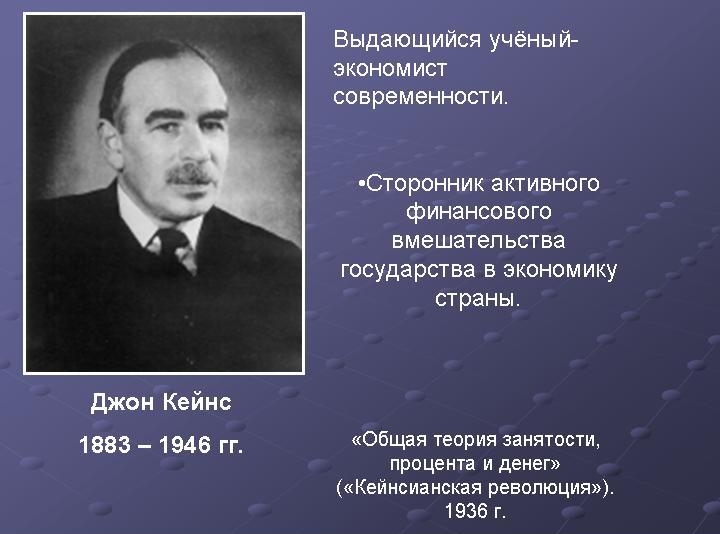 Выдающийся учёный-
экономист
современности.
•Сторонник активного
финансового
вмешательства
государства в экономику
страны.
Джон Кейнс
1883 – 1946 гг.
«Общая теория занятости,
процента и денег»
(«Кейнсианская революция»).
1936 г.